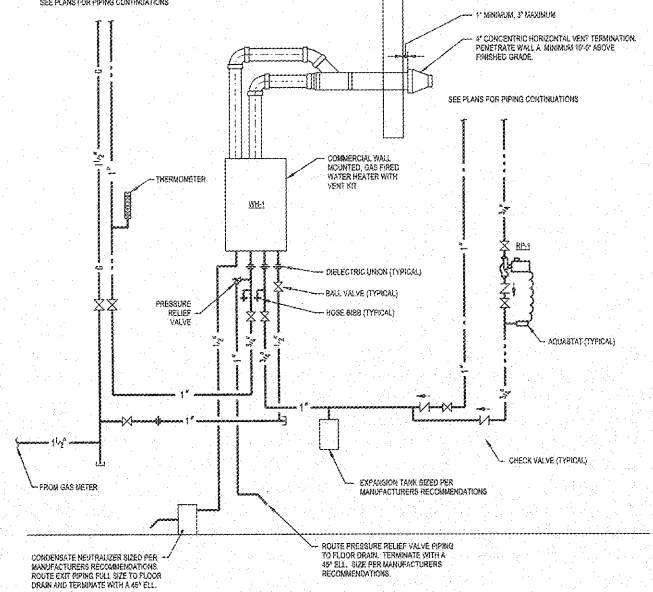 SEE PLANS FOR PIPING CONTINUATIONS
1" MINIMUM, 3" MAXIMUM
4" CONCENTRIC HORIZONTAL VENT TERMINATION.
PENETRATE WALL A MINIMUM 10'-0" ABOVE
FINISHED GRADE.
SEE PLANS FOR PIPING CONTINUATIONS
G
1 1/2"
G
1"
THERMOMETER
COMMERCIAL WALL
MOUNTED, GAS FIRED
WATER HEATER WITH
VENT KIT
WH-1
1"
3/4"
RP-1
DIELECTRIC UNION (TYPICAL)
BALL VALVE (TYPICAL)
HOSE BIBB (TYPICAL)
PRESSURE
RELIEF
VALVE
AQUASTAT (TYPICAL)
1/2"
1"
3/4"
3/4"
1/2"
1"
3/4"
1"
1"
1"
1 1/2"
FROM GAS METER
CHECK VALVE (TYPICAL)
EXPANSION TANK SIZED PER
MANUFACTURERS RECOMMENDATIONS
ROUTE PRESSURE RELIEF VALVE PIPING
TO FLOOR DRAIN. TERMINATE WITH A
45° ELL. SIZE PER MANUFACTURERS
RECOMMENDATIONS.
CONDENSATE NEUTRALIZER SIZED PER
MANUFACTURERS RECOMMENDATIONS.
ROUTE EXIT PIPING FULL SIZE TO FLOOR
DRAIN AND TERMINATE WITH A 45° ELL.